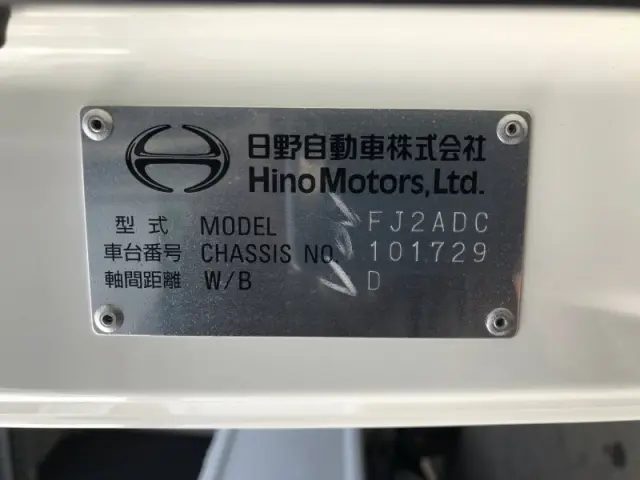 日野自動車株式会社
Hino Motors, Ltd.
型式 MODEL FJ2ADC
車台番号 CHASSIS NO. 101729
軸間距離 W/B D